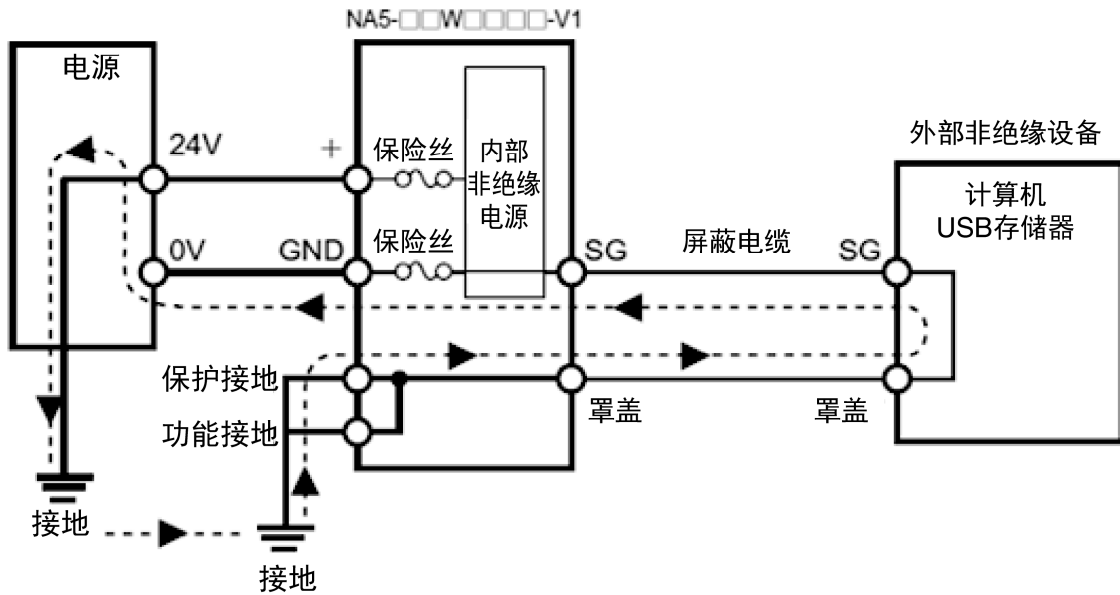 NA5-□□W□□□□-V1
电源
24V
+
保险丝
内部
非绝缘
电源
外部非绝缘设备
计算机
USB存储器
0V
GND
保险丝
SG
屏蔽电缆
SG
保护接地
功能接地
罩盖
罩盖
接地
接地